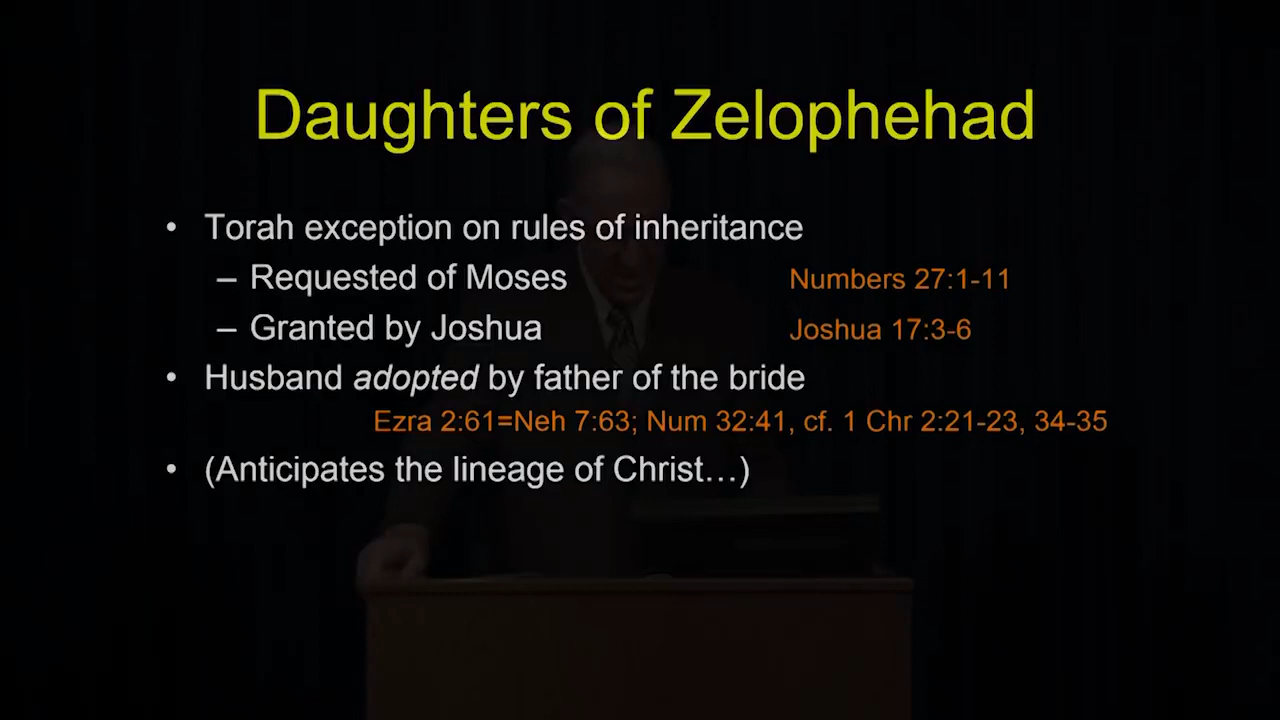 Daughters of Zelophehad
• Torah exception on rules of inheritance
– Requested of Moses Numbers 27:1-11
– Granted by Joshua Joshua 17:3-6
• Husband adopted by father of the bride
Ezra 2:61=Neh 7:63; Num 32:41, cf. 1 Chr 2:21-23, 34-35
• (Anticipates the lineage of Christ…)